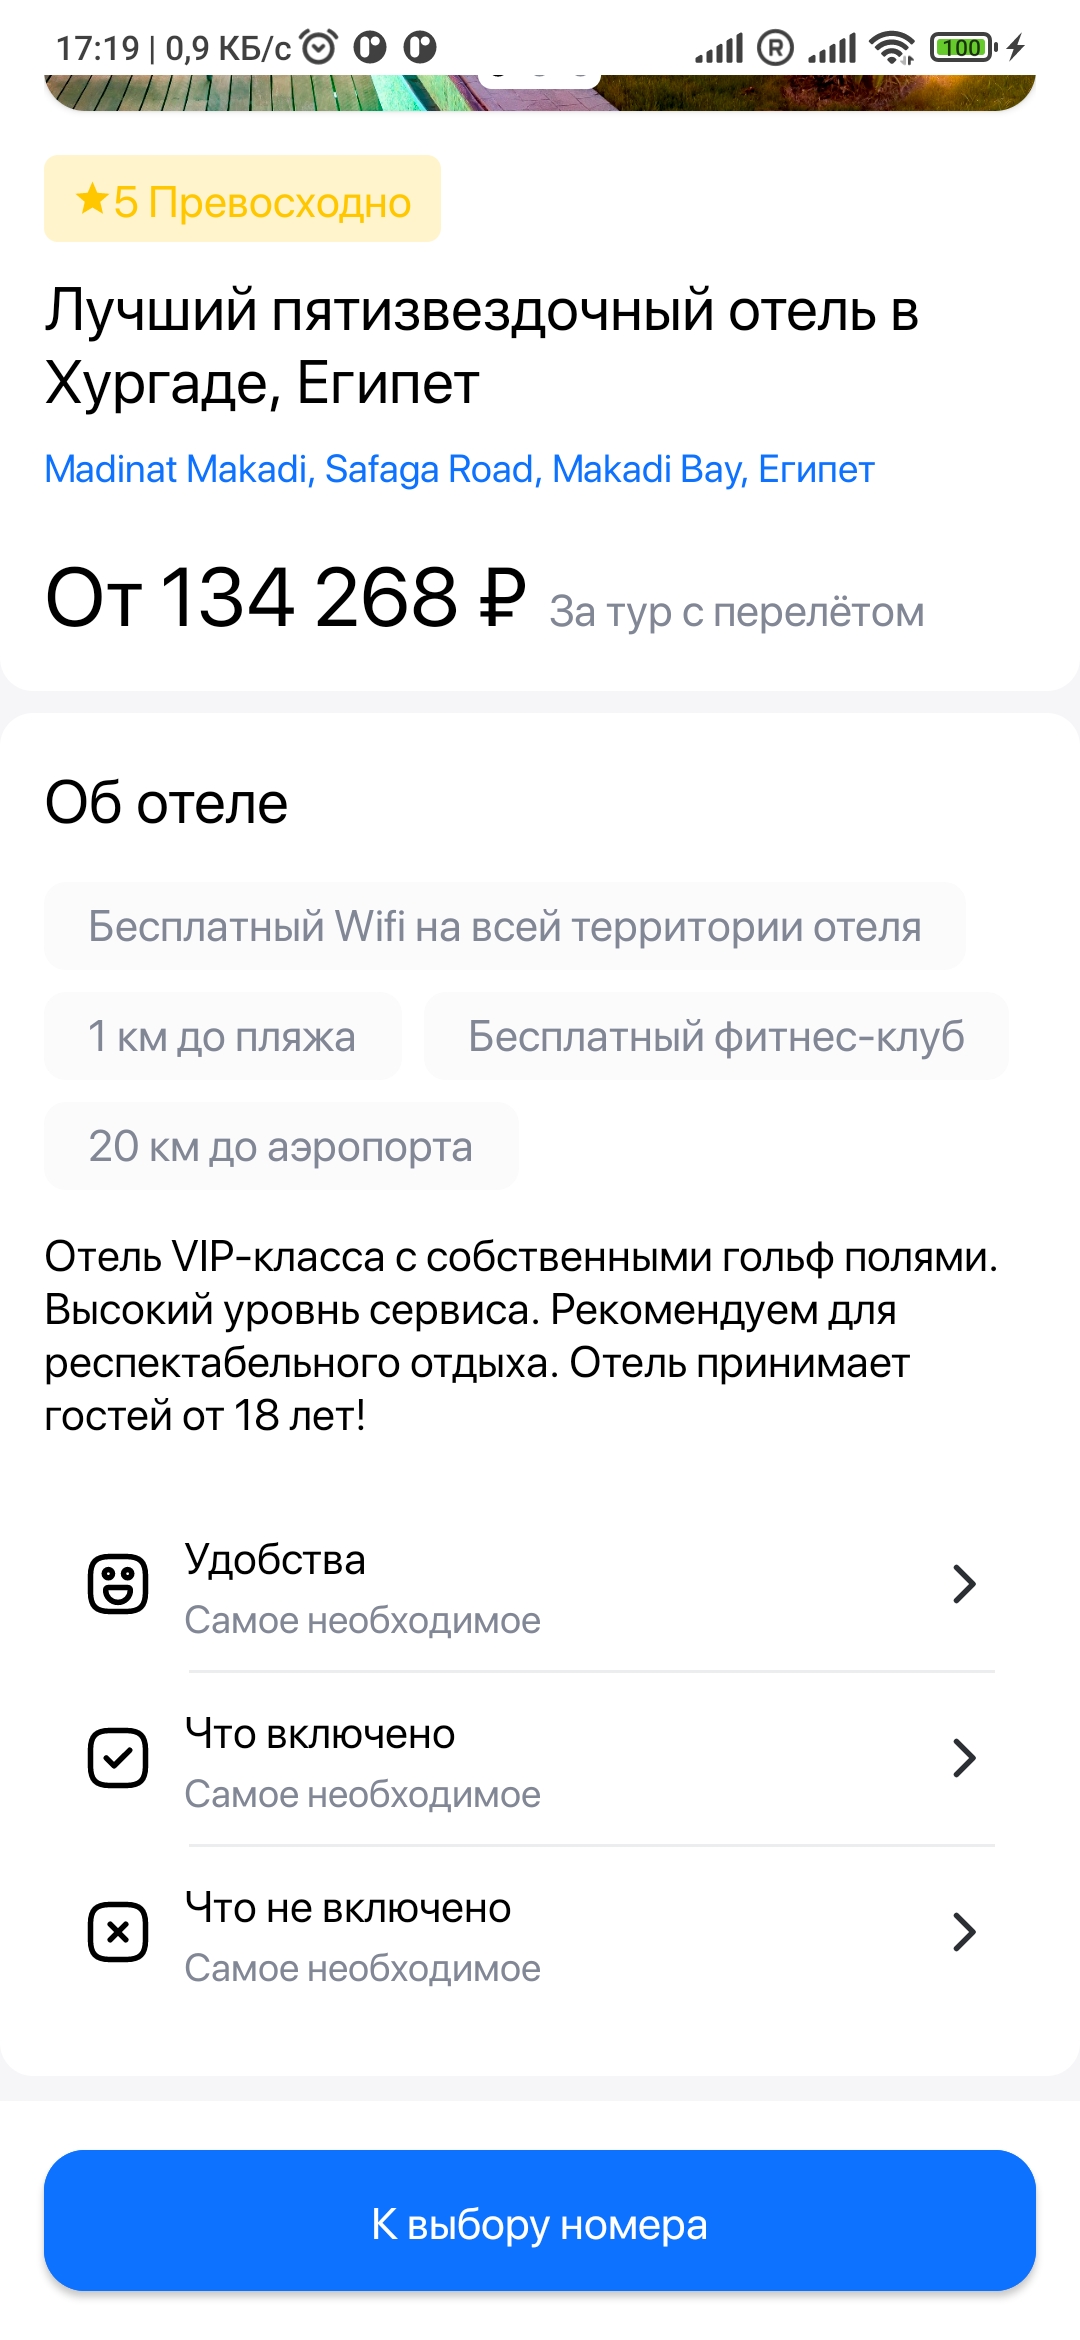 17:19 | 0,9 КБ/с
R
100
5 Превосходно
Лучший пятизвездочный отель в
Хургаде, Египет
Madinat Makadi, Safaga Road, Makadi Bay, Египет
От 134 268 ₽ За тур с перелётом
Об отеле
Бесплатный Wifi на всей территории отеля
1 км до пляжа
Бесплатный фитнес-клуб
20 км до аэропорта
Отель VIP-класса с собственными гольф полями.
Высокий уровнь сервиса. Рекомендуем для
респектабельного отдыха. Отель принимает
гостей от 18 лет!
Удобства
Самое необходимое
Что включено
Самое необходимое
Что не включено
Самое необходимое
К выбору номера